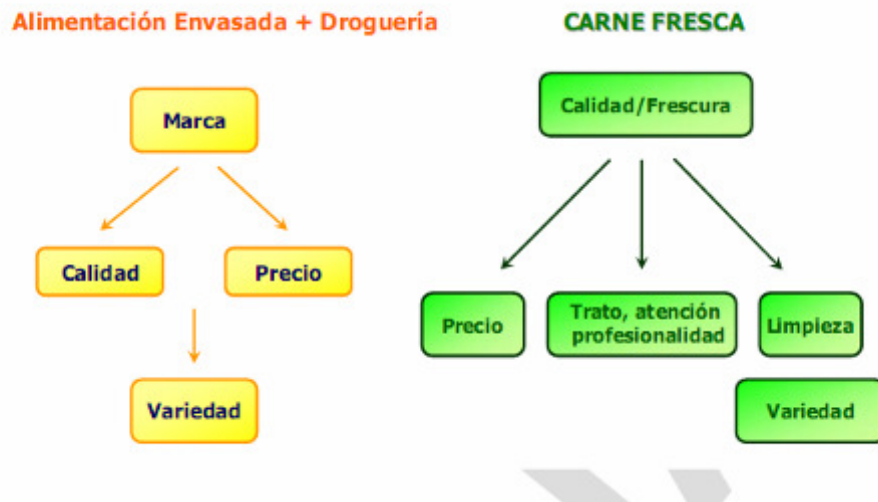 Alimentación Envasada + Droguería
Marca
Calidad
Precio
Variedad
CARNE FRESCA
Calidad/Frescura
Precio
Trato, atención
profesionalidad
Limpieza
Variedad